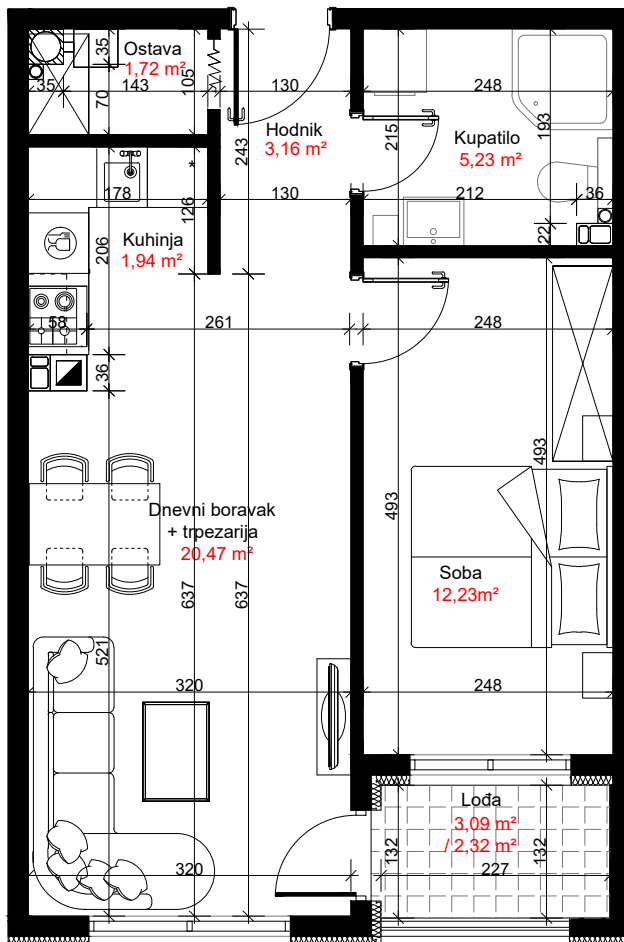 Ostava
1,72 m²
35
35
143
70
105
130
243
Hodnik
3,16 m²
130
248
193
215
Kupatilo
5,23 m²
212
36
22
178
*
126
206
Kuhinja
1,94 m²
58
261
248
36
493
493
Dnevni boravak
+ trpezarija
20,47 m²
637
637
521
Soba
12,23m²
320
248
Lođa
3,09 m²
/ 2,32 m²
132
132
320
227